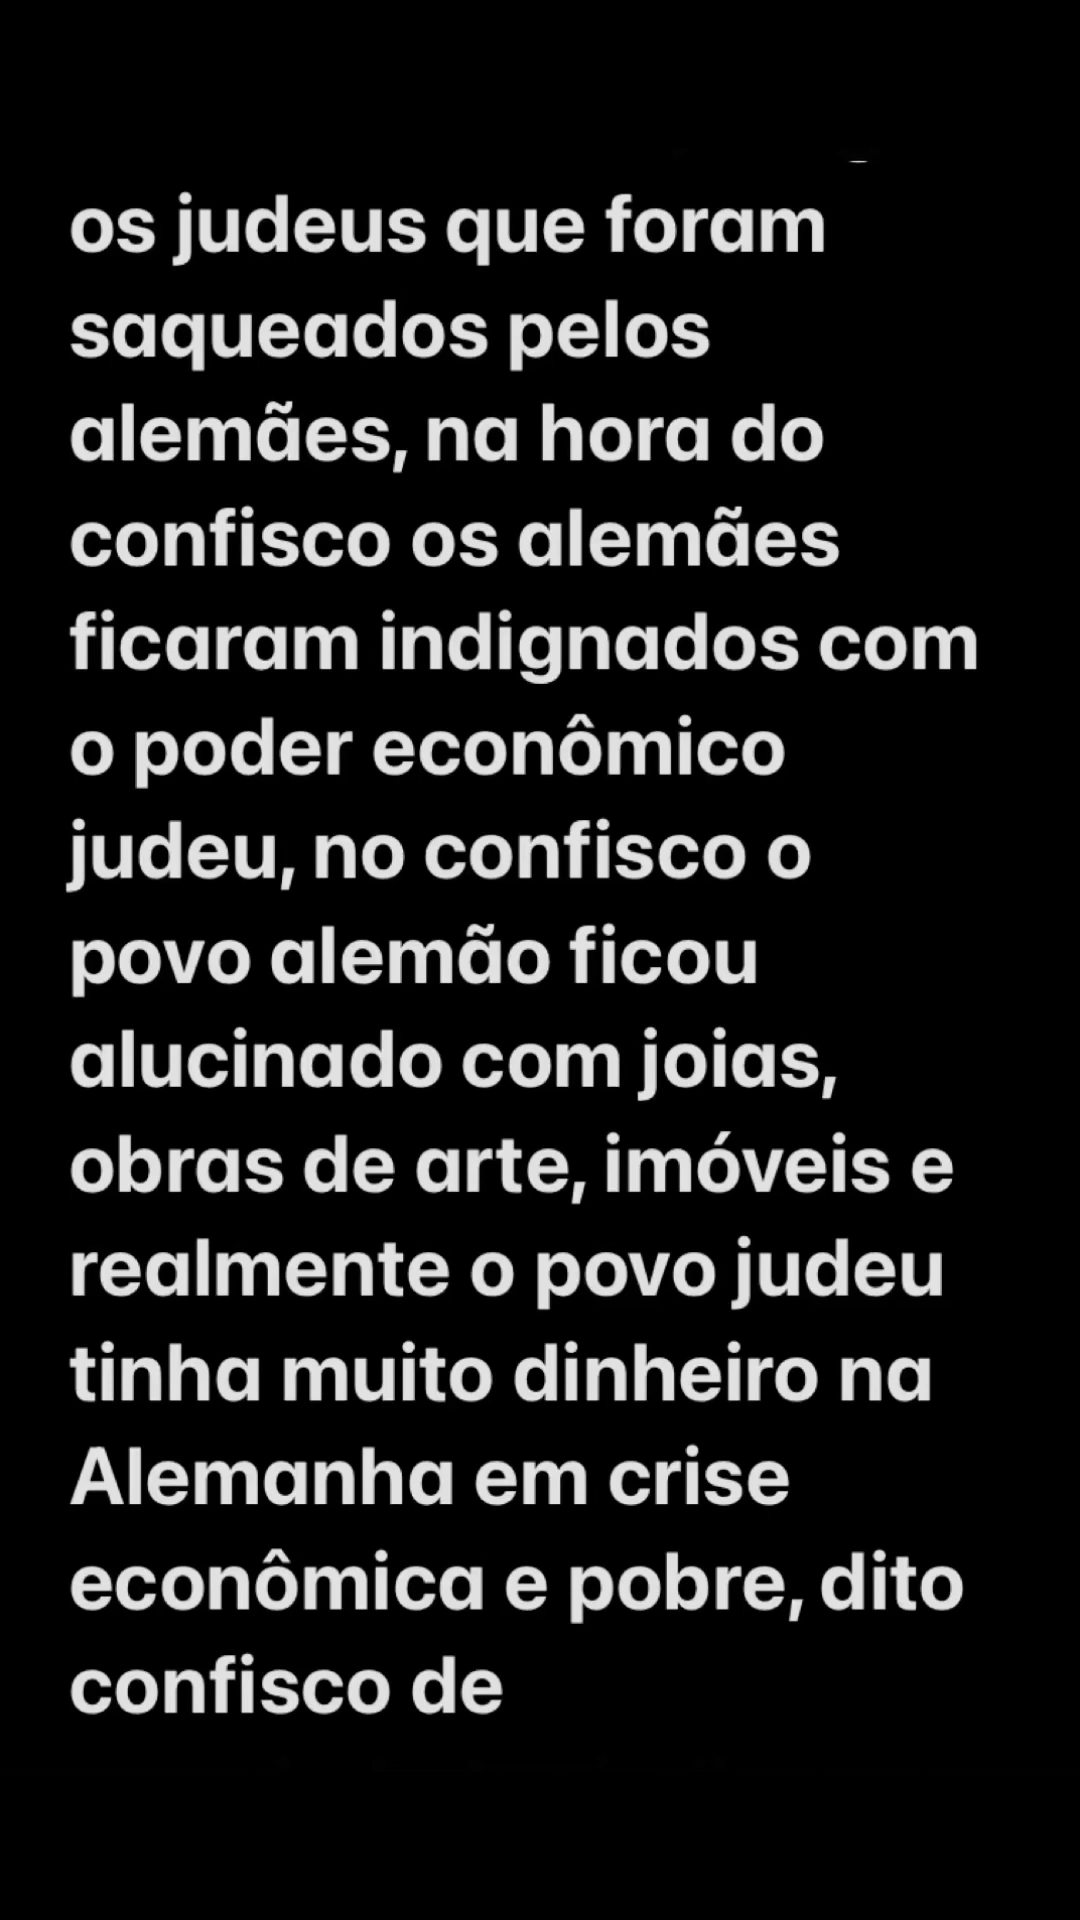 os judeus que foram
saqueados pelos
alemães, na hora do
confisco os alemães
ficaram indignados com
o poder econômico
judeu, no confisco o
povo alemão ficou
alucinado com joias,
obras de arte, imóveis e
realmente o povo judeu
tinha muito dinheiro na
Alemanha em crise
econômica e pobre, dito
confisco de